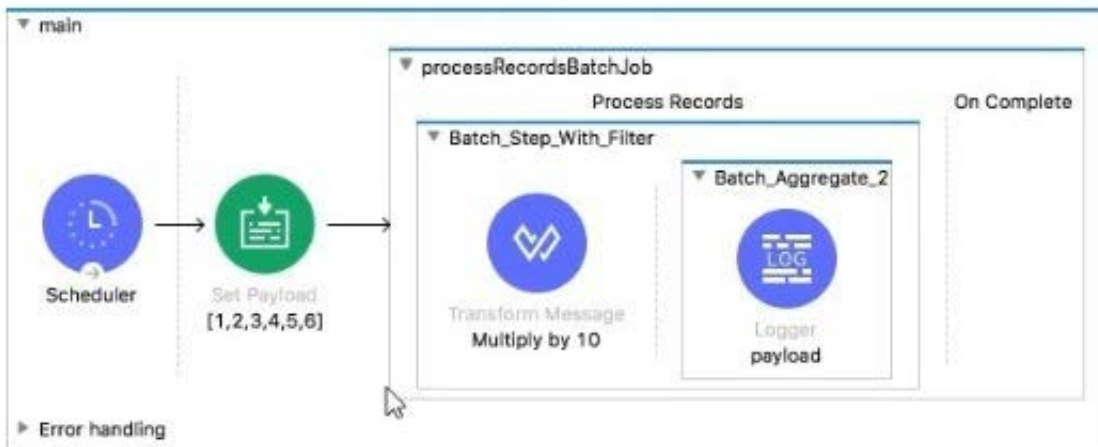 main
processRecordsBatchJob
Process Records
On Complete
Batch_Step_With_Filter
Batch_Aggregate_2
LOG
Scheduler
Set Payload
[1,2,3,4,5,6]
Transform Message
Multiply by 10
Logger
payload
Error handling